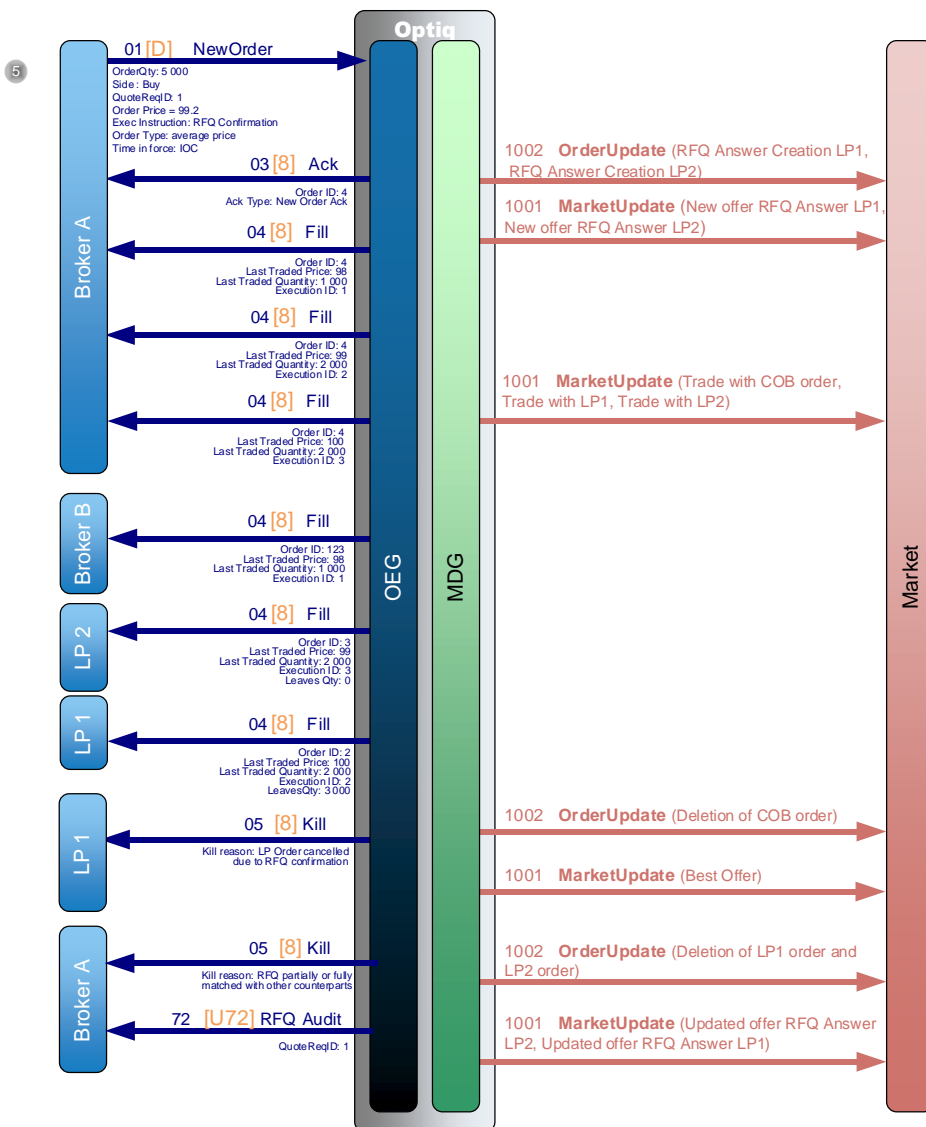 Optiq
5
01 [D] NewOrder
OrderQty: 5 000
Side : Buy
QuoteReqID: 1
Order Price = 99.2
Exec Instruction: RFQ Confirmation
Order Type: average price
Time in force: IOC
03 [8] Ack
Order ID: 4
Ack Type: New Order Ack
04 [8] Fill
Order ID: 4
Last Traded Price: 98
Last Traded Quantity: 1 000
Execution ID: 1
04 [8] Fill
Order ID: 4
Last Traded Price: 99
Last Traded Quantity: 2 000
Execution ID: 2
04 [8] Fill
Order ID: 4
Last Traded Price: 100
Last Traded Quantity: 2 000
Execution ID: 3
Broker A
04 [8] Fill
Order ID: 123
Last Traded Price: 98
Last Traded Quantity: 1 000
Execution ID: 1
Broker B
04 [8] Fill
Order ID: 3
Last Traded Price: 99
Last Traded Quantity: 2 000
Execution ID: 3
Leaves Qty: 0
LP 2
04 [8] Fill
Order ID: 2
Last Traded Price: 100
Last Traded Quantity: 2 000
Execution ID: 2
LeavesQty: 3 000
LP 1
05 [8] Kill
Kill reason: LP Order cancelled
due to RFQ confirmation
LP 1
05 [8] Kill
Kill reason: RFQ partially or fully
matched with other counterparts
72 [U72] RFQ Audit
QuoteReqID: 1
Broker A
OEG
MDG
1002 OrderUpdate (RFQ Answer Creation LP1,
RFQ Answer Creation LP2)
1001 MarketUpdate (New offer RFQ Answer LP1,
New offer RFQ Answer LP2)
1001 MarketUpdate (Trade with COB order,
Trade with LP1, Trade with LP2)
1002 OrderUpdate (Deletion of COB order)
1001 MarketUpdate (Best Offer)
1002 OrderUpdate (Deletion of LP1 order and
LP2 order)
1001 MarketUpdate (Updated offer RFQ Answer
LP2, Updated offer RFQ Answer LP1)
Market